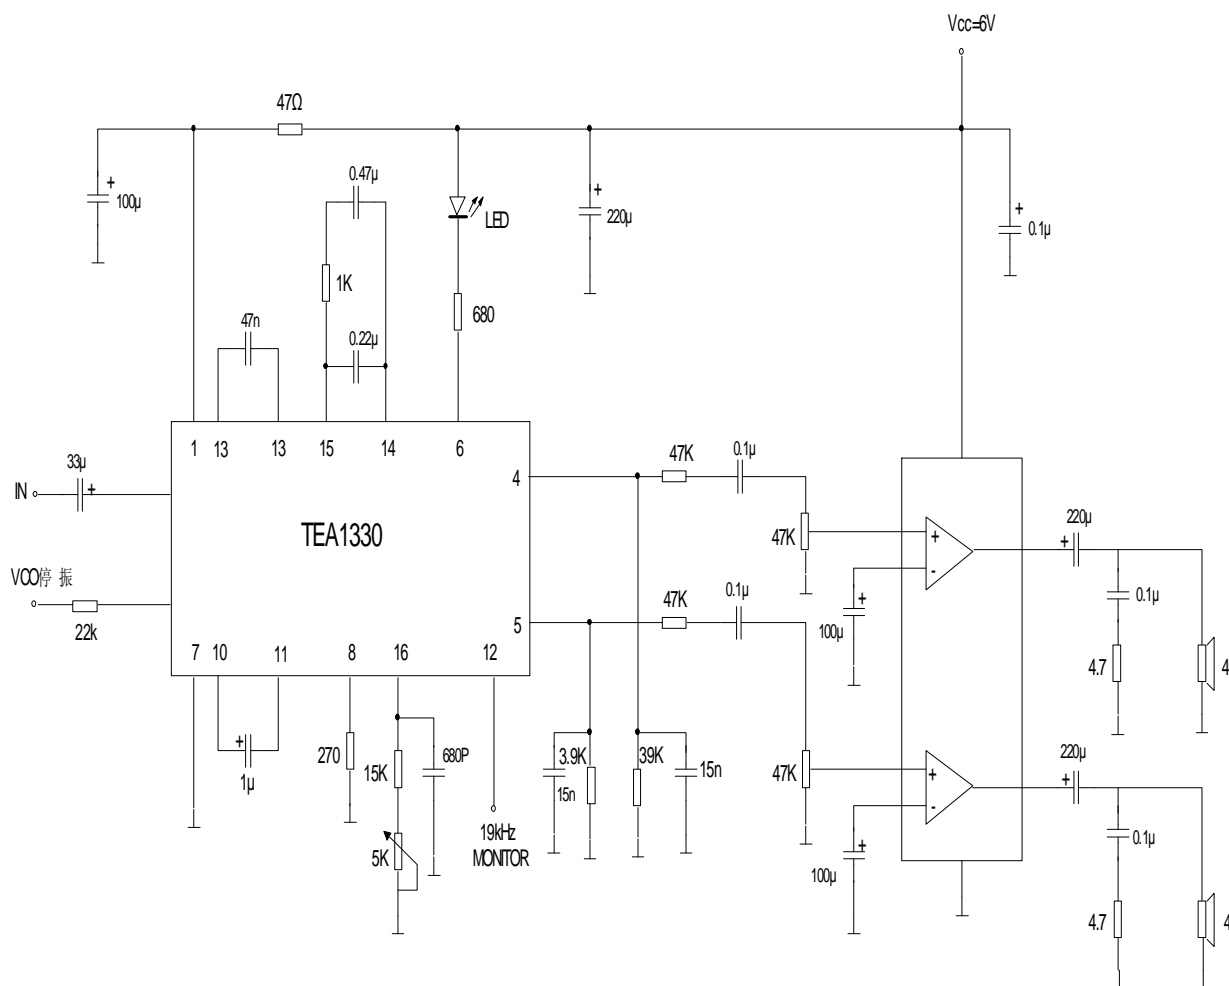 Vcc=6V
47Ω
100μ
0.47μ
LED
220μ
0.1μ
1K
680
47n
0.22μ
1 13 13 15 14 6
33μ
IN
4
47K
0.1μ
TEA1330
47K
220μ
VCO停 振
22k
5
47K
0.1μ
100μ
0.1μ
4.7
4
7 10 11 8 16 12
1μ
270
15K
680P
3.9K
15n
39K
15n
47K
220μ
5K
19kHz
MONITOR
0.1μ
100μ
4.7
4